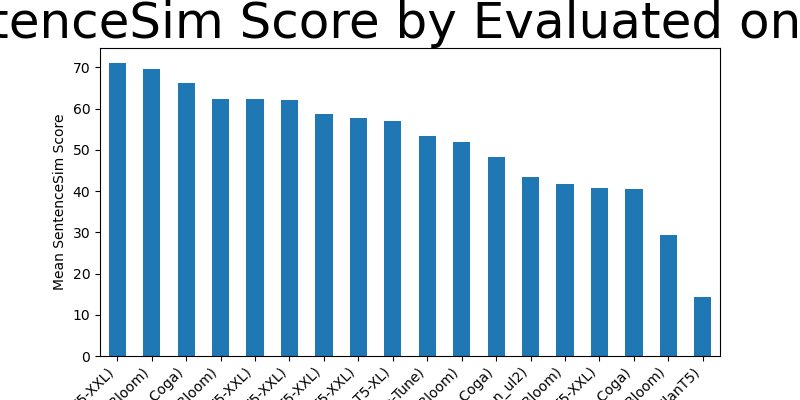 tenceSim Score by Evaluated on
Mean SentenceSim Score
70
60
50
40
30
20
10
0
5-XXL)
Bloom)
Coga)
Bloom)
5-XXL)
5-XXL)
5-XXL)
5-XXL)
T5-XL)
-Tune)
Bloom)
Coga)
n_ul2)
Bloom)
5-XXL)
Coga)
Bloom)
lanT5)